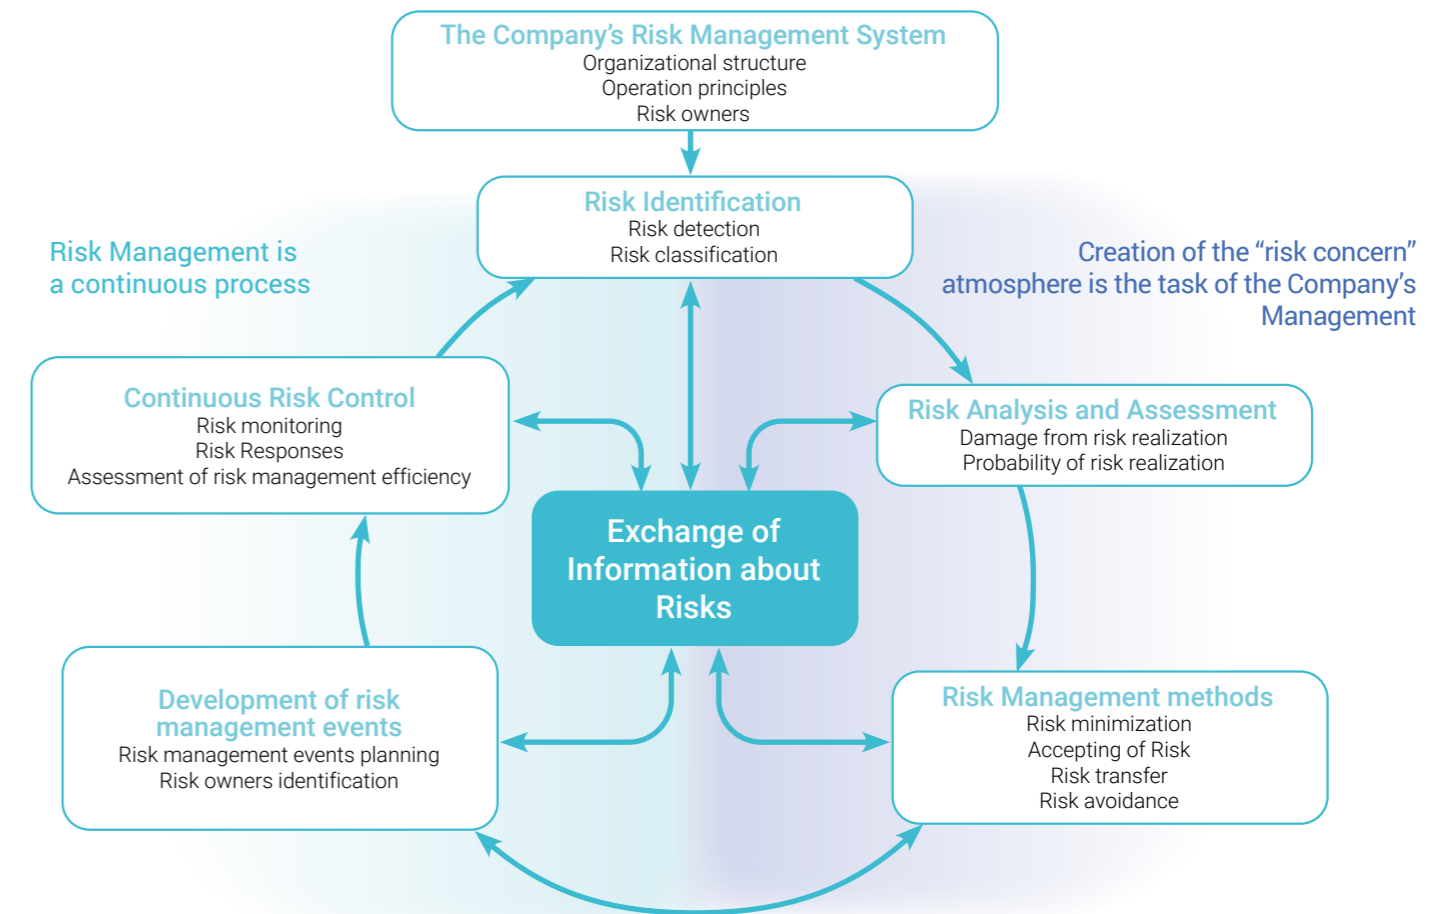 The Company’s Risk Management System
Organizational structure
Operation principles
Risk owners
Risk Identification
Risk detection
Risk classification
Risk Management is
a continuous process
Creation of the “risk concern”
atmosphere is the task of the Company’s
Management
Continuous Risk Control
Risk monitoring
Risk Responses
Assessment of risk management efficiency
Risk Analysis and Assessment
Damage from risk realization
Probability of risk realization
Exchange of
Information about
Risks
Development of risk
management events
Risk management events planning
Risk owners identification
Risk Management methods
Risk minimization
Accepting of Risk
Risk transfer
Risk avoidance